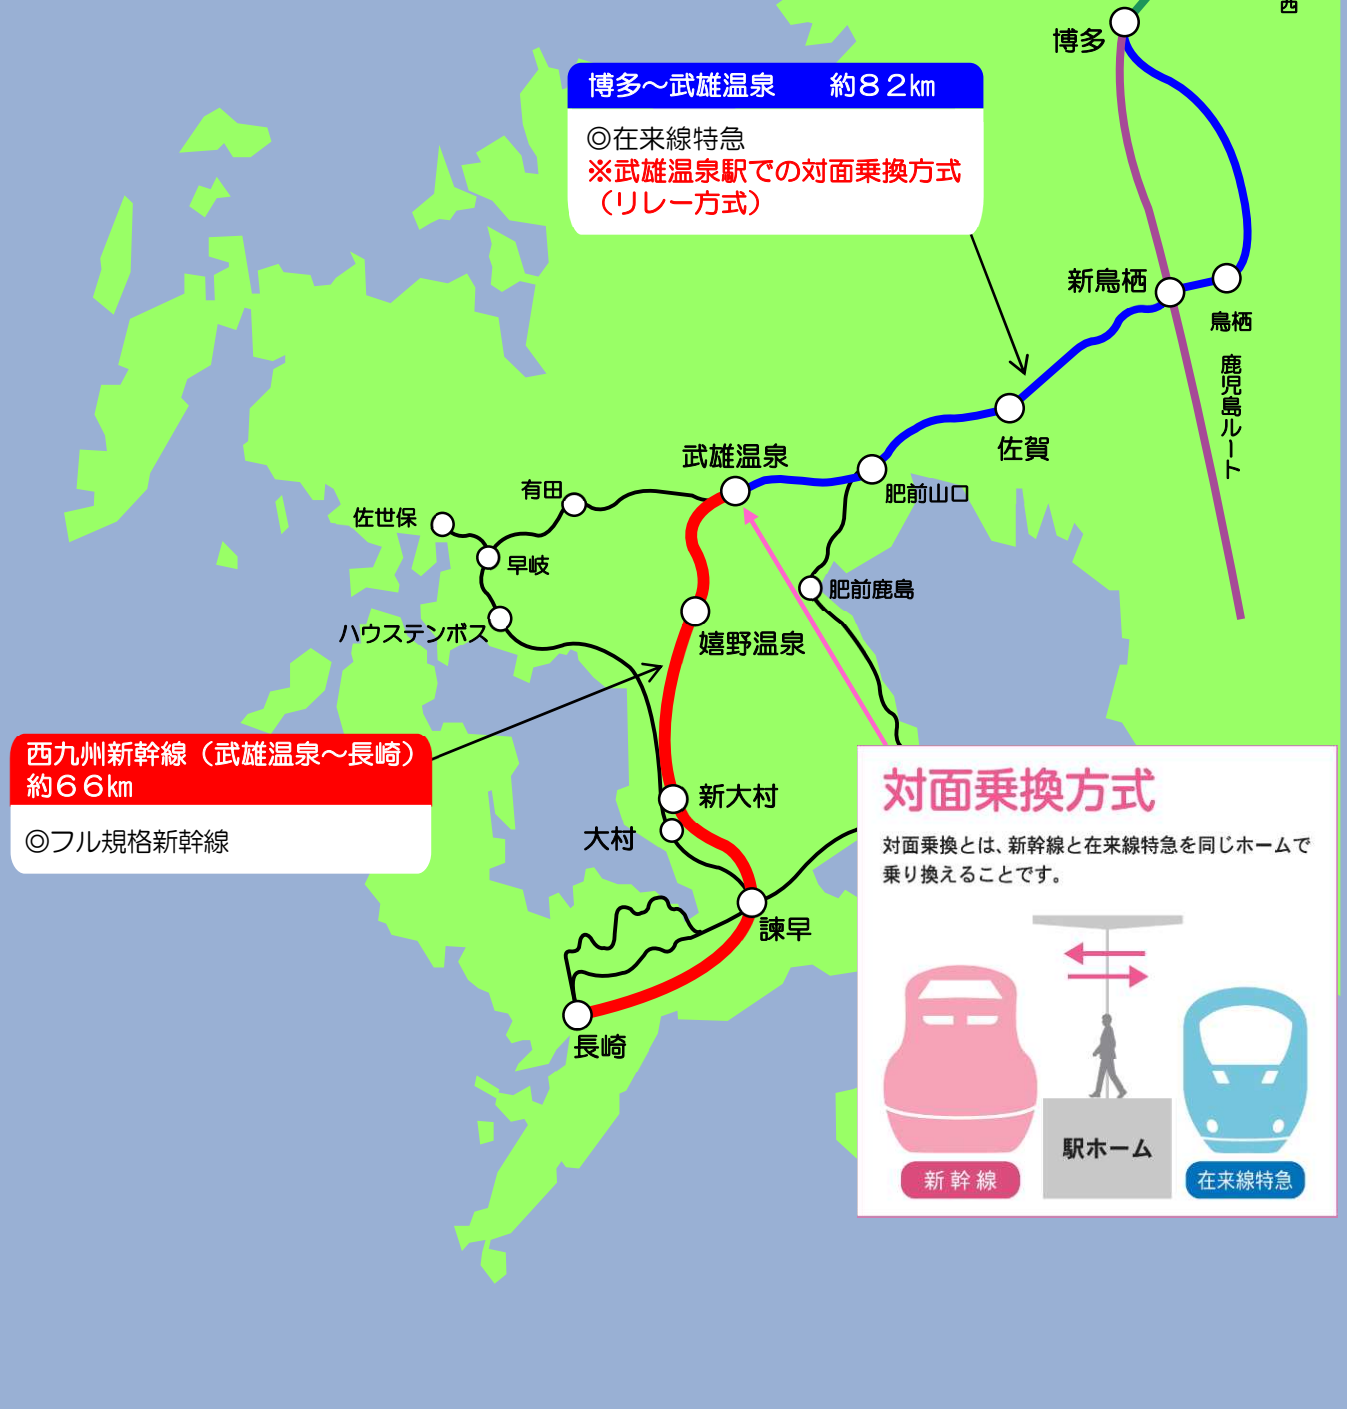 西
博多
博多～武雄温泉　　約８２㎞
◎在来線特急
※武雄温泉駅での対面乗換方式
（リレー方式）
新鳥栖
鳥栖
鹿児島ルート
佐賀
武雄温泉
肥前山口
有田
佐世保
早岐
肥前鹿島
ハウステンボス
嬉野温泉
西九州新幹線（武雄温泉～長崎）
約６６㎞
◎フル規格新幹線
新大村
大村
諫早
長崎
対面乗換方式
対面乗換とは、新幹線と在来線特急を同じホームで
乗り換えることです。
駅ホーム
新幹線
在来線特急